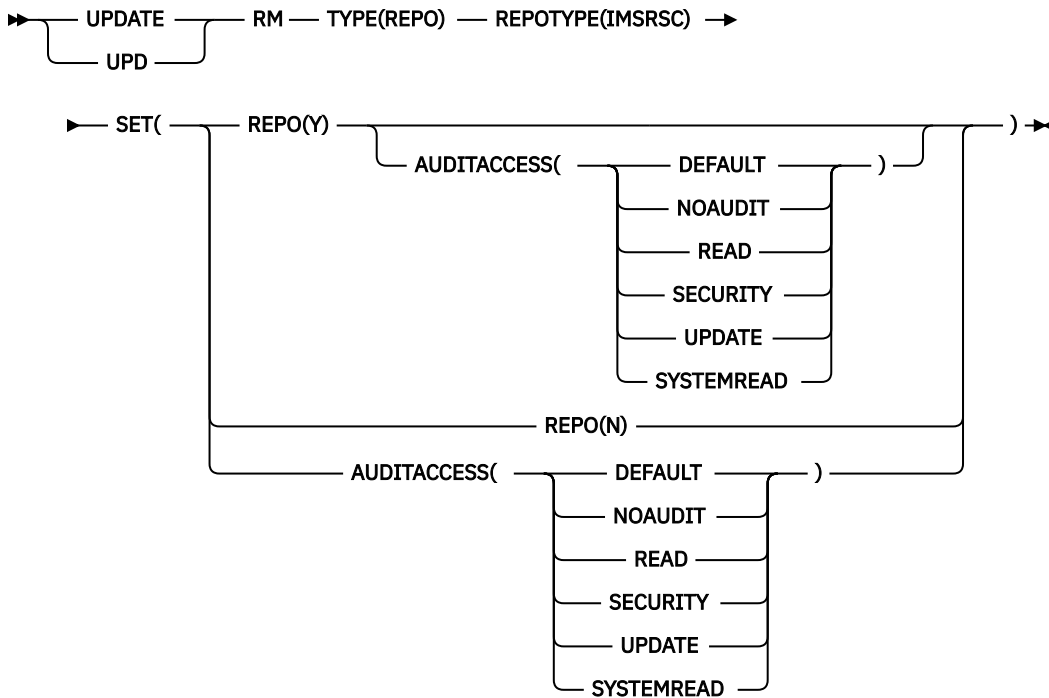 UPDATE RM TYPE(REPO) REPOTYPE(IMSRSC)
UPD
SET( REPO(Y) )
AUDITACCESS( DEFAULT )
NOAUDIT
READ
SECURITY
UPDATE
SYSTEMREAD
REPO(N)
AUDITACCESS( DEFAULT )
NOAUDIT
READ
SECURITY
UPDATE
SYSTEMREAD